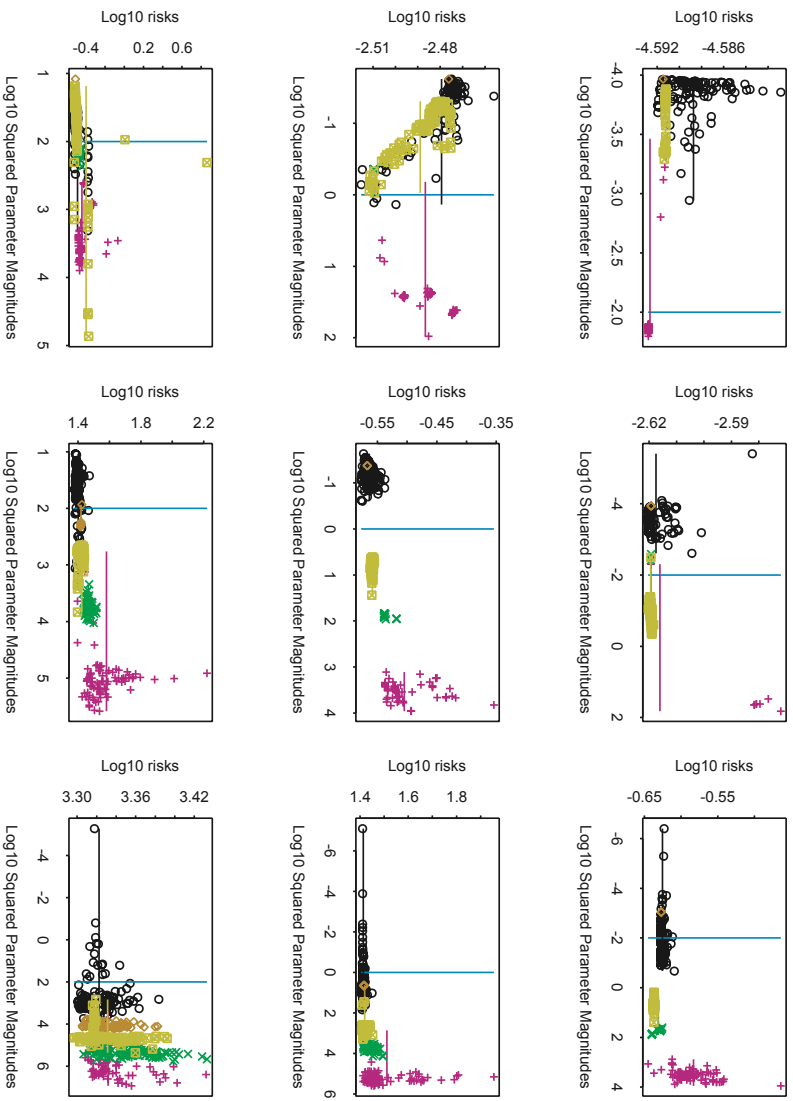 Log10 risks
-0.4 0.2 0.6
1 2 3 4 5
Log10 Squared Parameter Magnitudes
Log10 risks
-2.51 -2.48
-1 0 1 2
Log10 Squared Parameter Magnitudes
Log10 risks
-4.592 -4.586
-4.0 -3.5 -3.0 -2.5 -2.0
Log10 Squared Parameter Magnitudes
Log10 risks
1.4 1.8 2.2
1 2 3 4 5
Log10 Squared Parameter Magnitudes
Log10 risks
-0.55 -0.45 -0.35
-1 0 1 2 3 4
Log10 Squared Parameter Magnitudes
Log10 risks
-2.62 -2.59
-4 -2 0 2
Log10 Squared Parameter Magnitudes
Log10 risks
3.30 3.36 3.42
-4 -2 0 2 4 6
Log10 Squared Parameter Magnitudes
Log10 risks
1.4 1.6 1.8
-6 -4 -2 0 2 4 6
Log10 Squared Parameter Magnitudes
Log10 risks
-0.65 -0.55
-6 -4 -2 0 2 4
Log10 Squared Parameter Magnitudes